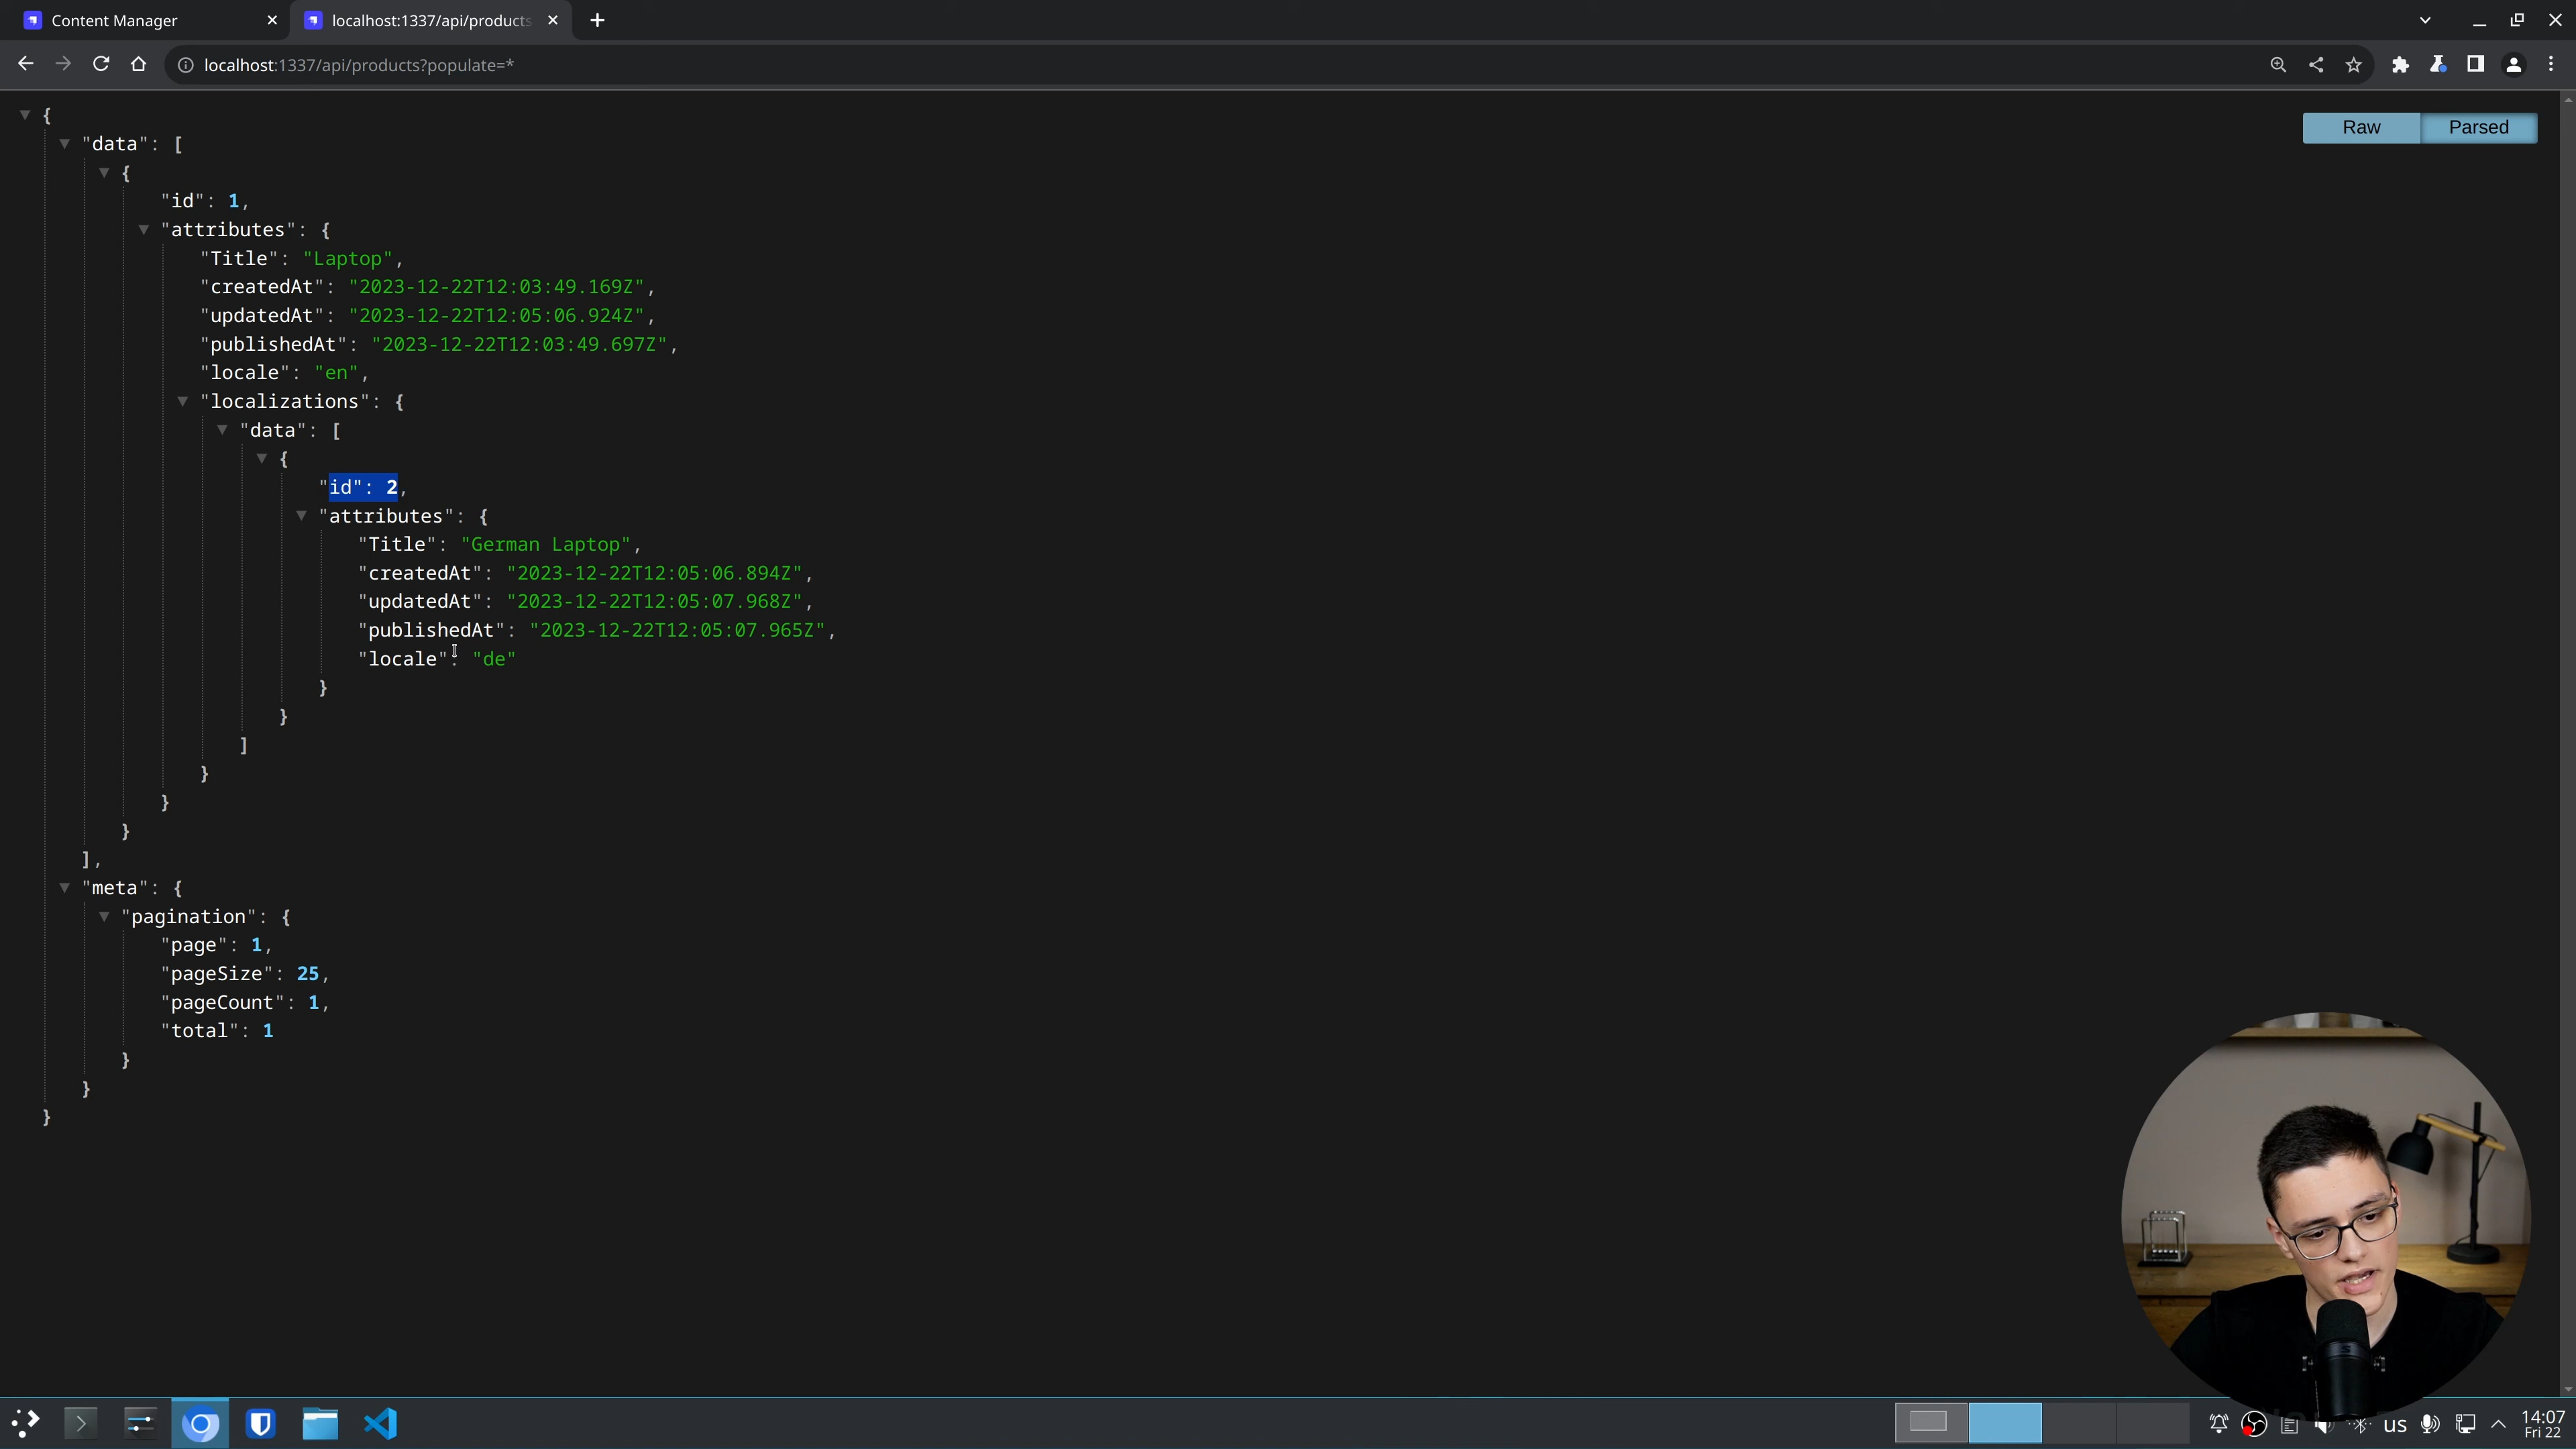 Content Manager
localhost:1337/api/products
localhost:1337/api/products?populate=*
Raw
Parsed
{
"data": [
{
"id": 1,
"attributes": {
"Title": "Laptop",
"createdAt": "2023-12-22T12:03:49.169Z",
"updatedAt": "2023-12-22T12:05:06.924Z",
"publishedAt": "2023-12-22T12:03:49.697Z",
"locale": "en",
"localizations": {
"data": [
{
"id": 2,
"attributes": {
"Title": "German Laptop",
"createdAt": "2023-12-22T12:05:06.894Z",
"updatedAt": "2023-12-22T12:05:07.968Z",
"publishedAt": "2023-12-22T12:05:07.965Z",
"locale": "de"
}
}
]
}
}
}
],
"meta": {
"pagination": {
"page": 1,
"pageSize": 25,
"pageCount": 1,
"total": 1
}
}
}
us
14:07
Fri 22